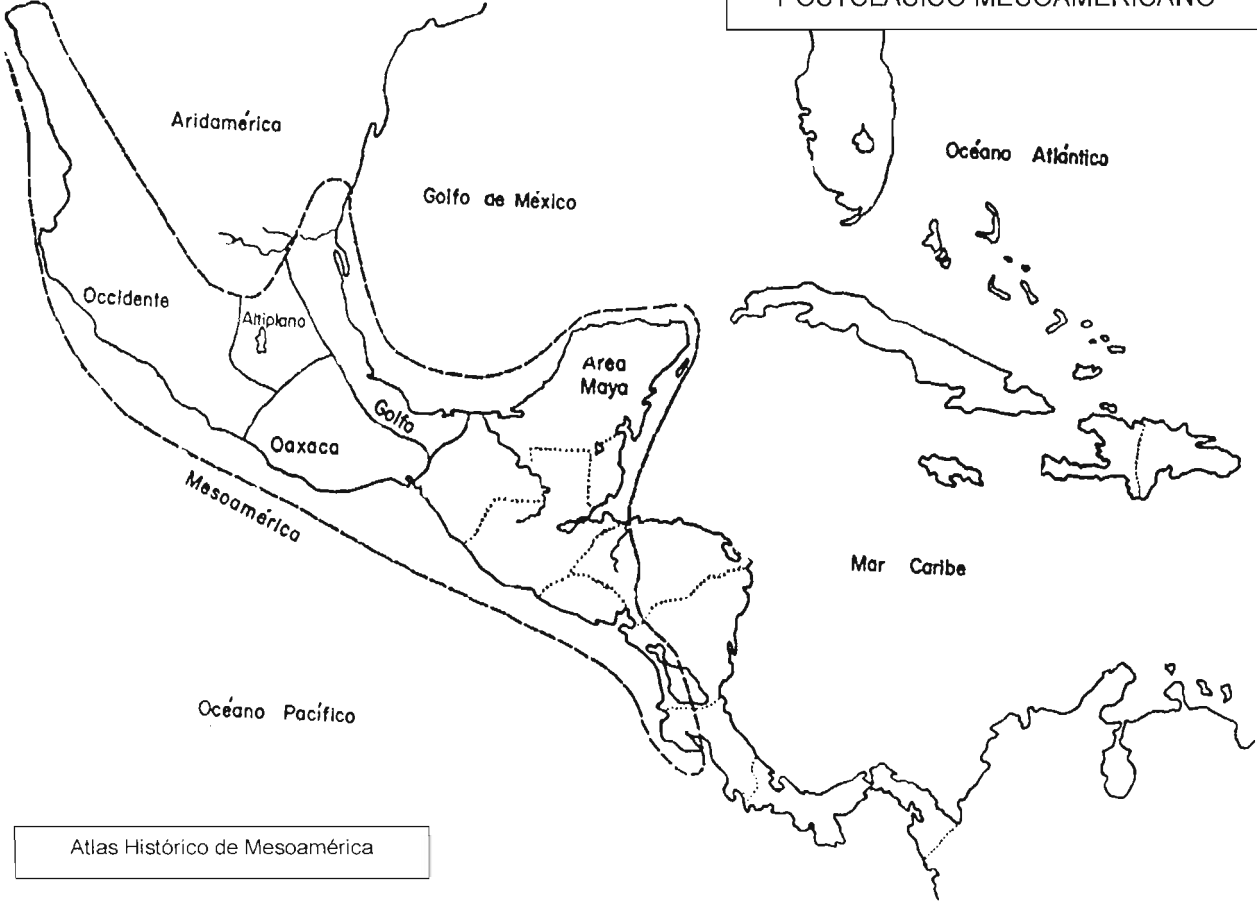 POSTCLÁSICO MESOAMERICANO
Aridamérica
Golfo de México
Océano Atlántico
Occidente
Altiplano
Area
Maya
Golfo
Oaxaca
Mesoamérica
Mar Caribe
Océano Pacífico
Atlas Histórico de Mesoamérica